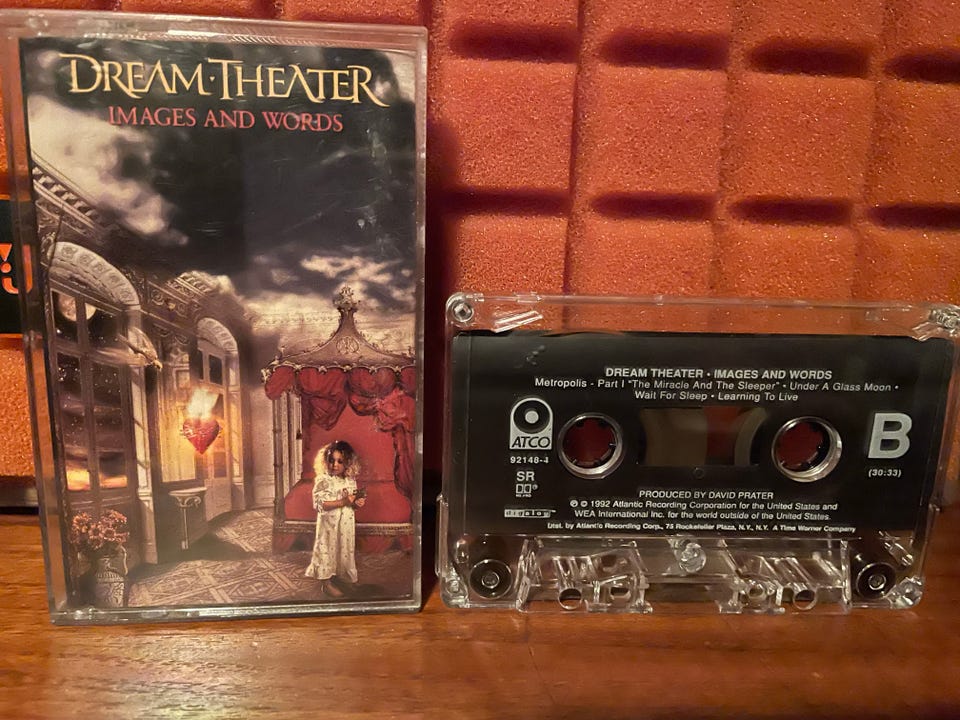 DREAM·THEATER
IMAGES AND WORDS
DREAM THEATER • IMAGES AND WORDS
Metropolis - Part I "The Miracle And The Sleeper" • Under A Glass Moon •
Wait For Sleep • Learning To Live
ATCO
92148-4
SR
B
(30:33)
PRODUCED BY DAVID PRATER
℗ © 1992 Atlantic Recording Corporation for the United States and
WEA International Inc. for the world outside of the United States.
digalog
Dist. by Atlantic Recording Corp., 75 Rockefeller Plaza, N.Y., N.Y. A Time Warner Company